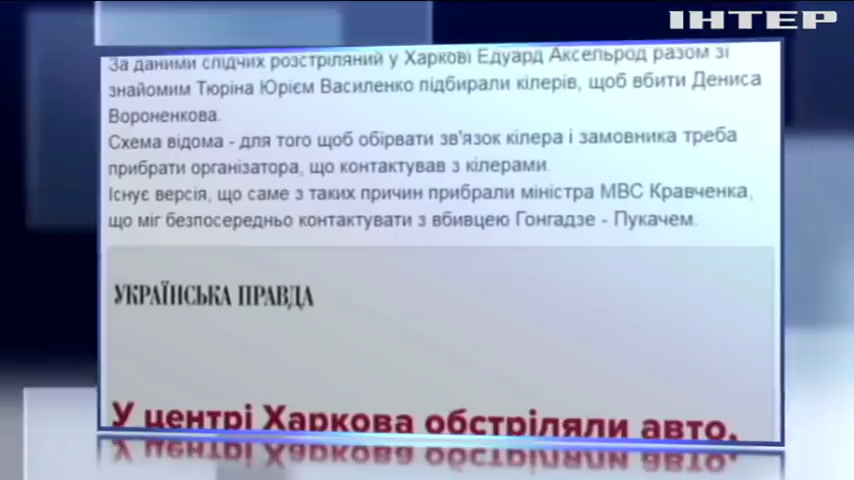 ІНТЕР
За даними слідчих розстріляний у Харкові Едуард Аксельрод разом зі
знайомим Тюріна Юрієм Василенко підбирали кілерів, щоб вбити Дениса
Вороненкова.
Схема відома - для того щоб обірвати зв'язок кілера і замовника треба
прибрати організатора, що контактував з кілерами.
Існує версія, що саме з таких причин прибрали міністра МВС Кравченка,
що міг безпосередньо контактувати з вбивцею Гонгадзе - Пукачем.
УКРАЇНСЬКА ПРАВДА
У центрі Харкова обстріляли авто,